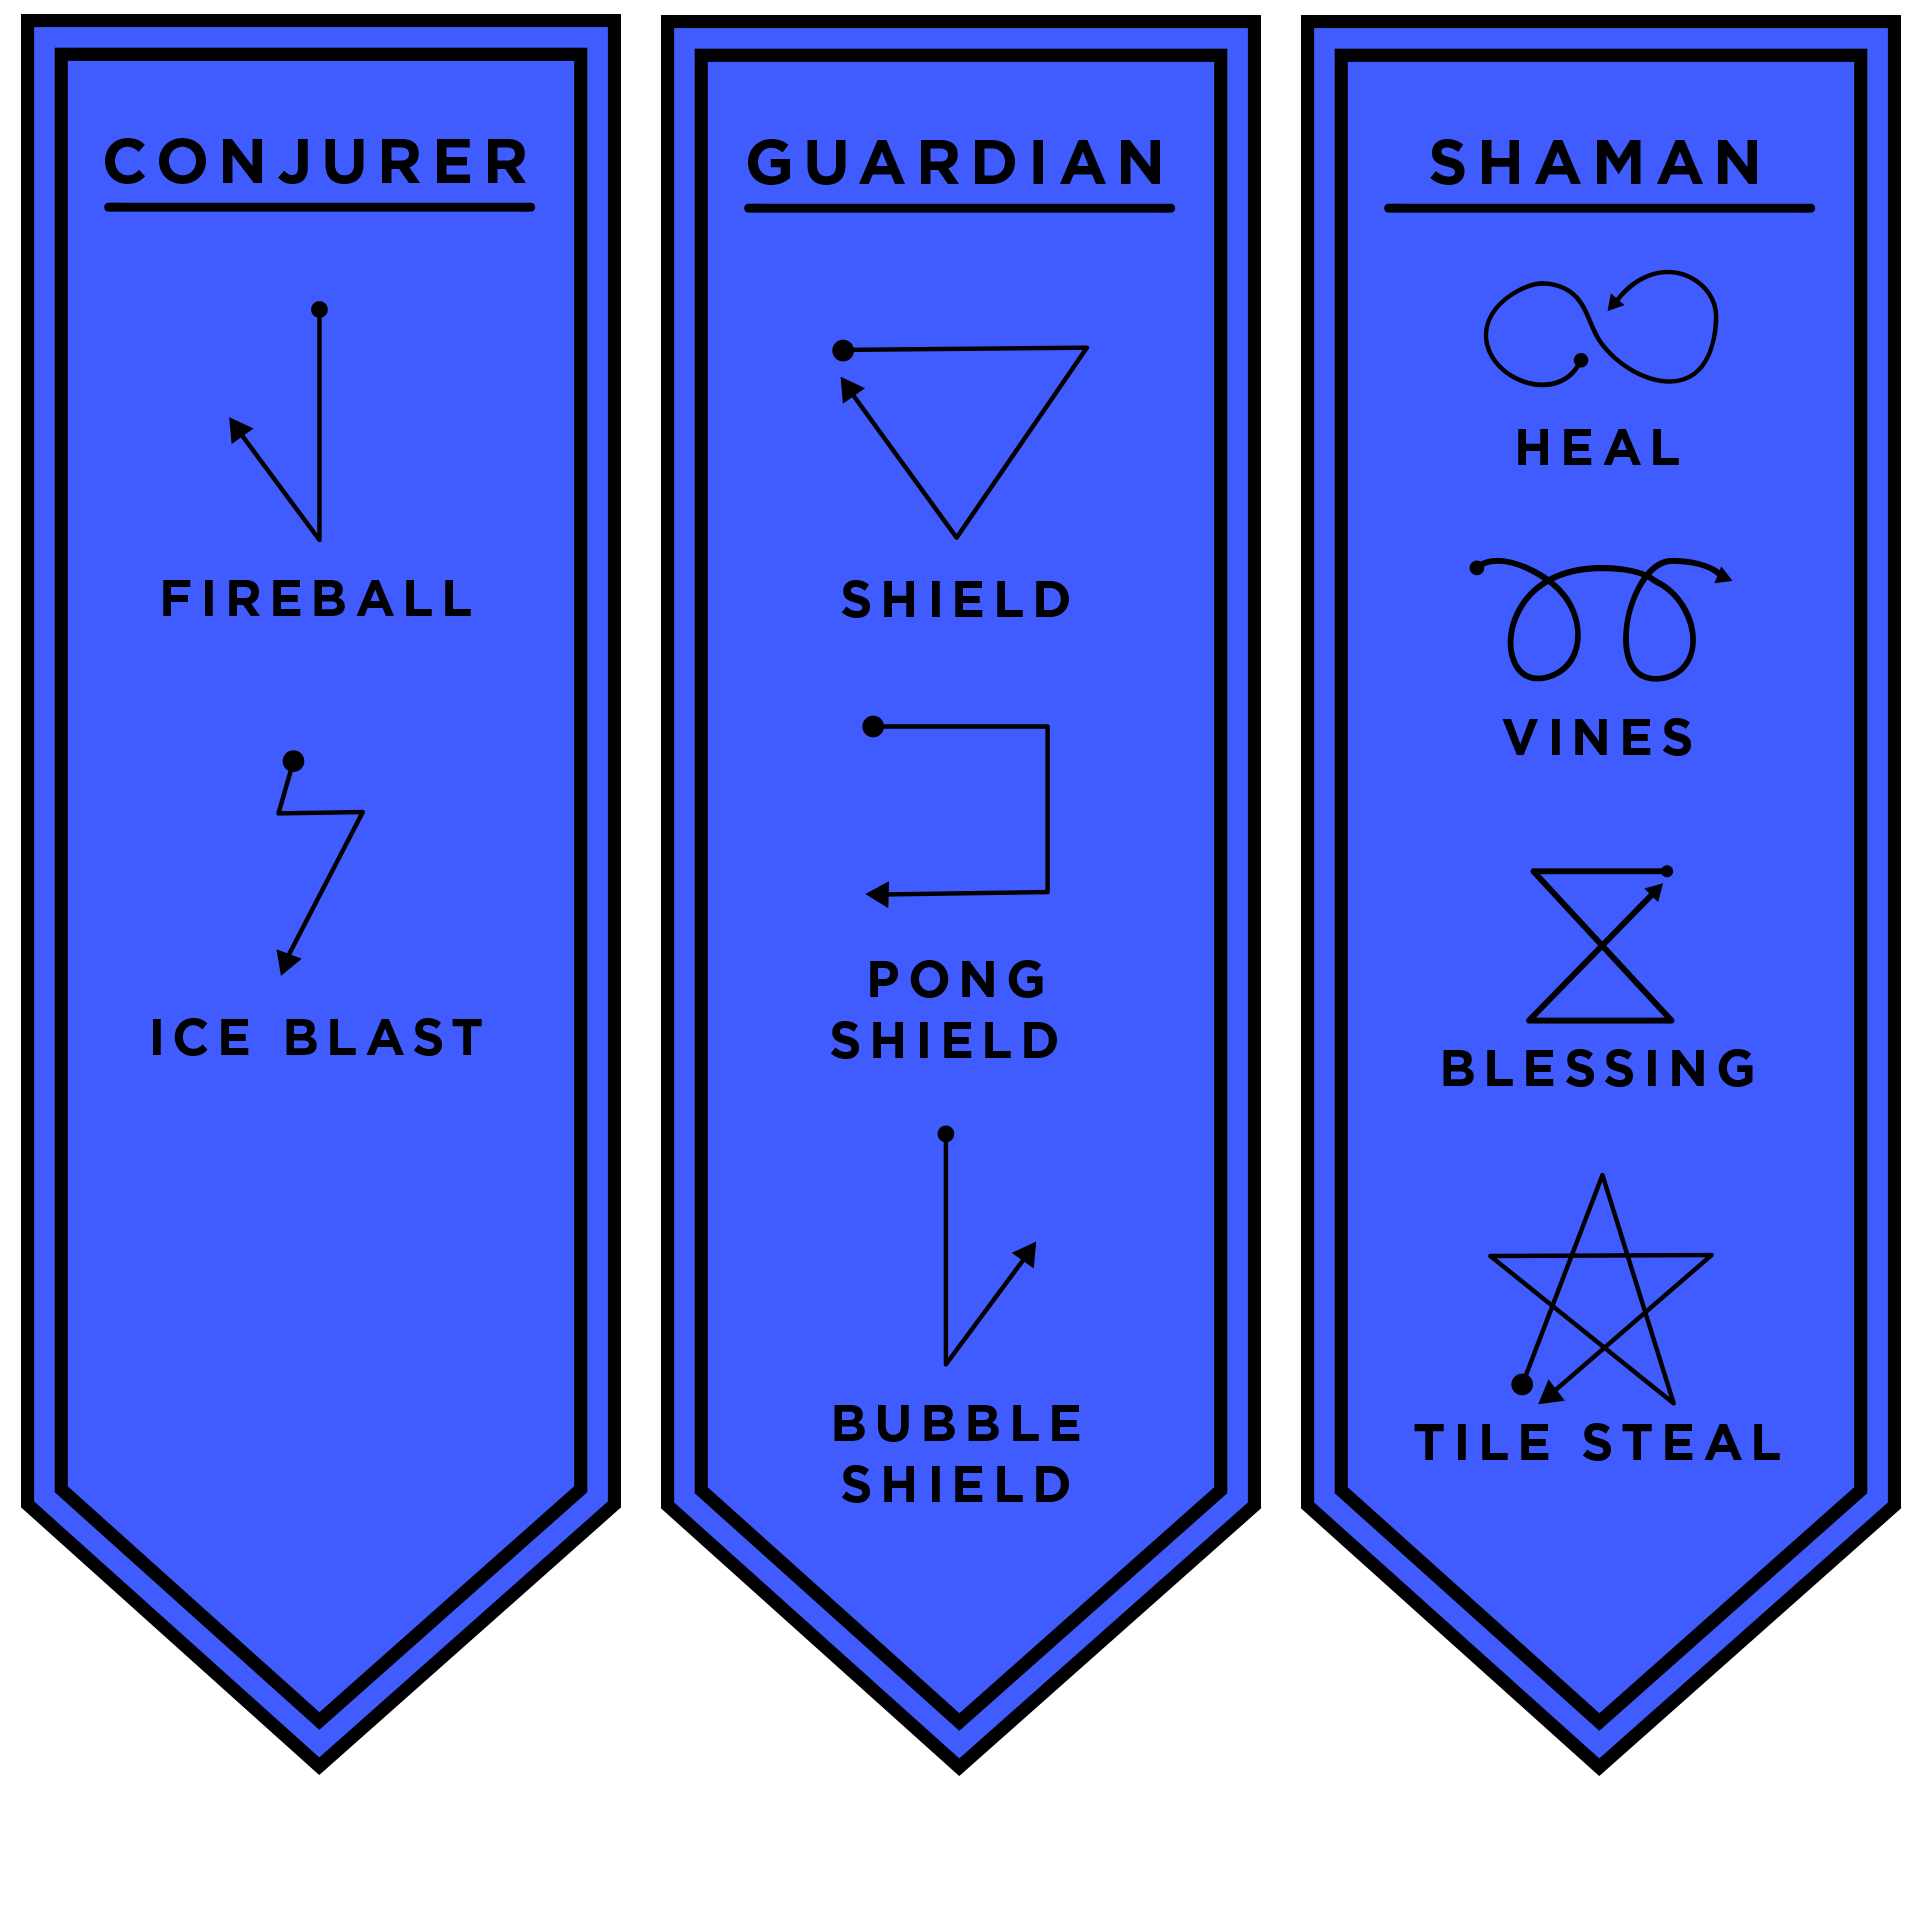 CONJURER
FIREBALL
ICE BLAST
GUARDIAN
SHIELD
PONG
SHIELD
BUBBLE
SHIELD
SHAMAN
HEAL
VINES
BLESSING
TILE STEAL